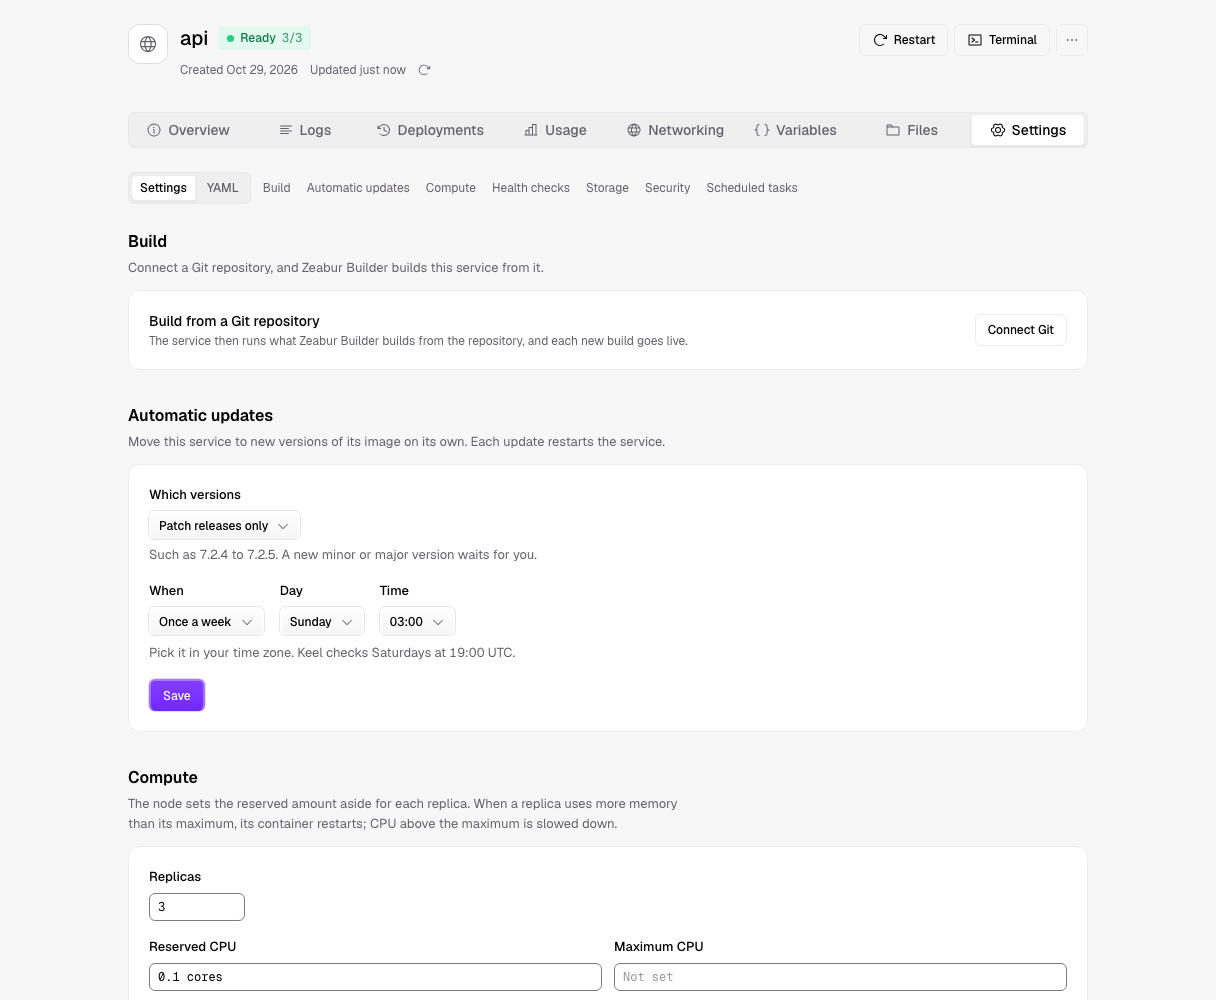 api
Ready 3/3
Created Oct 29, 2026 Updated just now
Restart
Terminal
Overview
Logs
Deployments
Usage
Networking
Variables
Files
Settings
Settings
YAML
Build
Automatic updates
Compute
Health checks
Storage
Security
Scheduled tasks
Build
Connect a Git repository, and Zeabur Builder builds this service from it.
Build from a Git repository
The service then runs what Zeabur Builder builds from the repository, and each new build goes live.
Connect Git
Automatic updates
Move this service to new versions of its image on its own. Each update restarts the service.
Which versions
Patch releases only
Such as 7.2.4 to 7.2.5. A new minor or major version waits for you.
When Day Time
Once a week Sunday 03:00
Pick it in your time zone. Keel checks Saturdays at 19:00 UTC.
Save
Compute
The node sets the reserved amount aside for each replica. When a replica uses more memory
than its maximum, its container restarts; CPU above the maximum is slowed down.
Replicas
3
Reserved CPU Maximum CPU
0.1 cores Not set